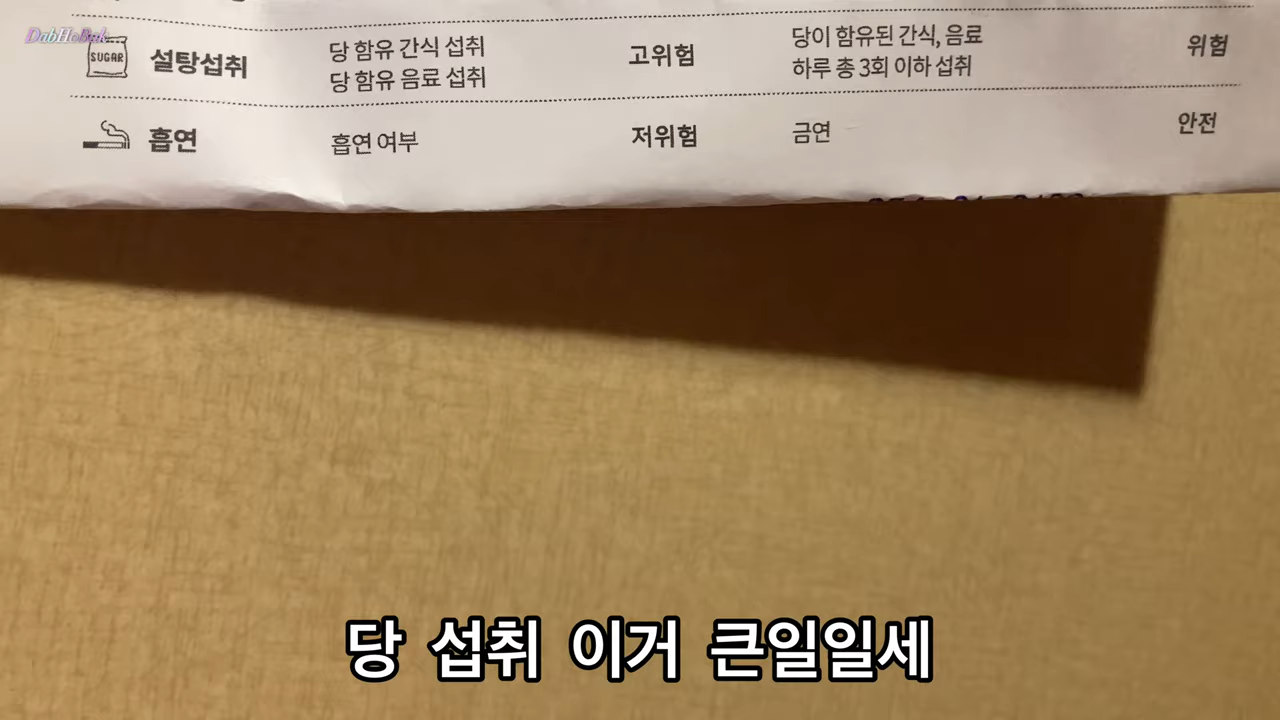 DabHoBak
SUGAR
설탕섭취
당 함유 간식 섭취
당 함유 음료 섭취
고위험
당이 함유된 간식, 음료
하루 총 3회 이하 섭취
위험
흡연
흡연 여부
저위험
금연
안전
당 섭취 이거 큰일일세